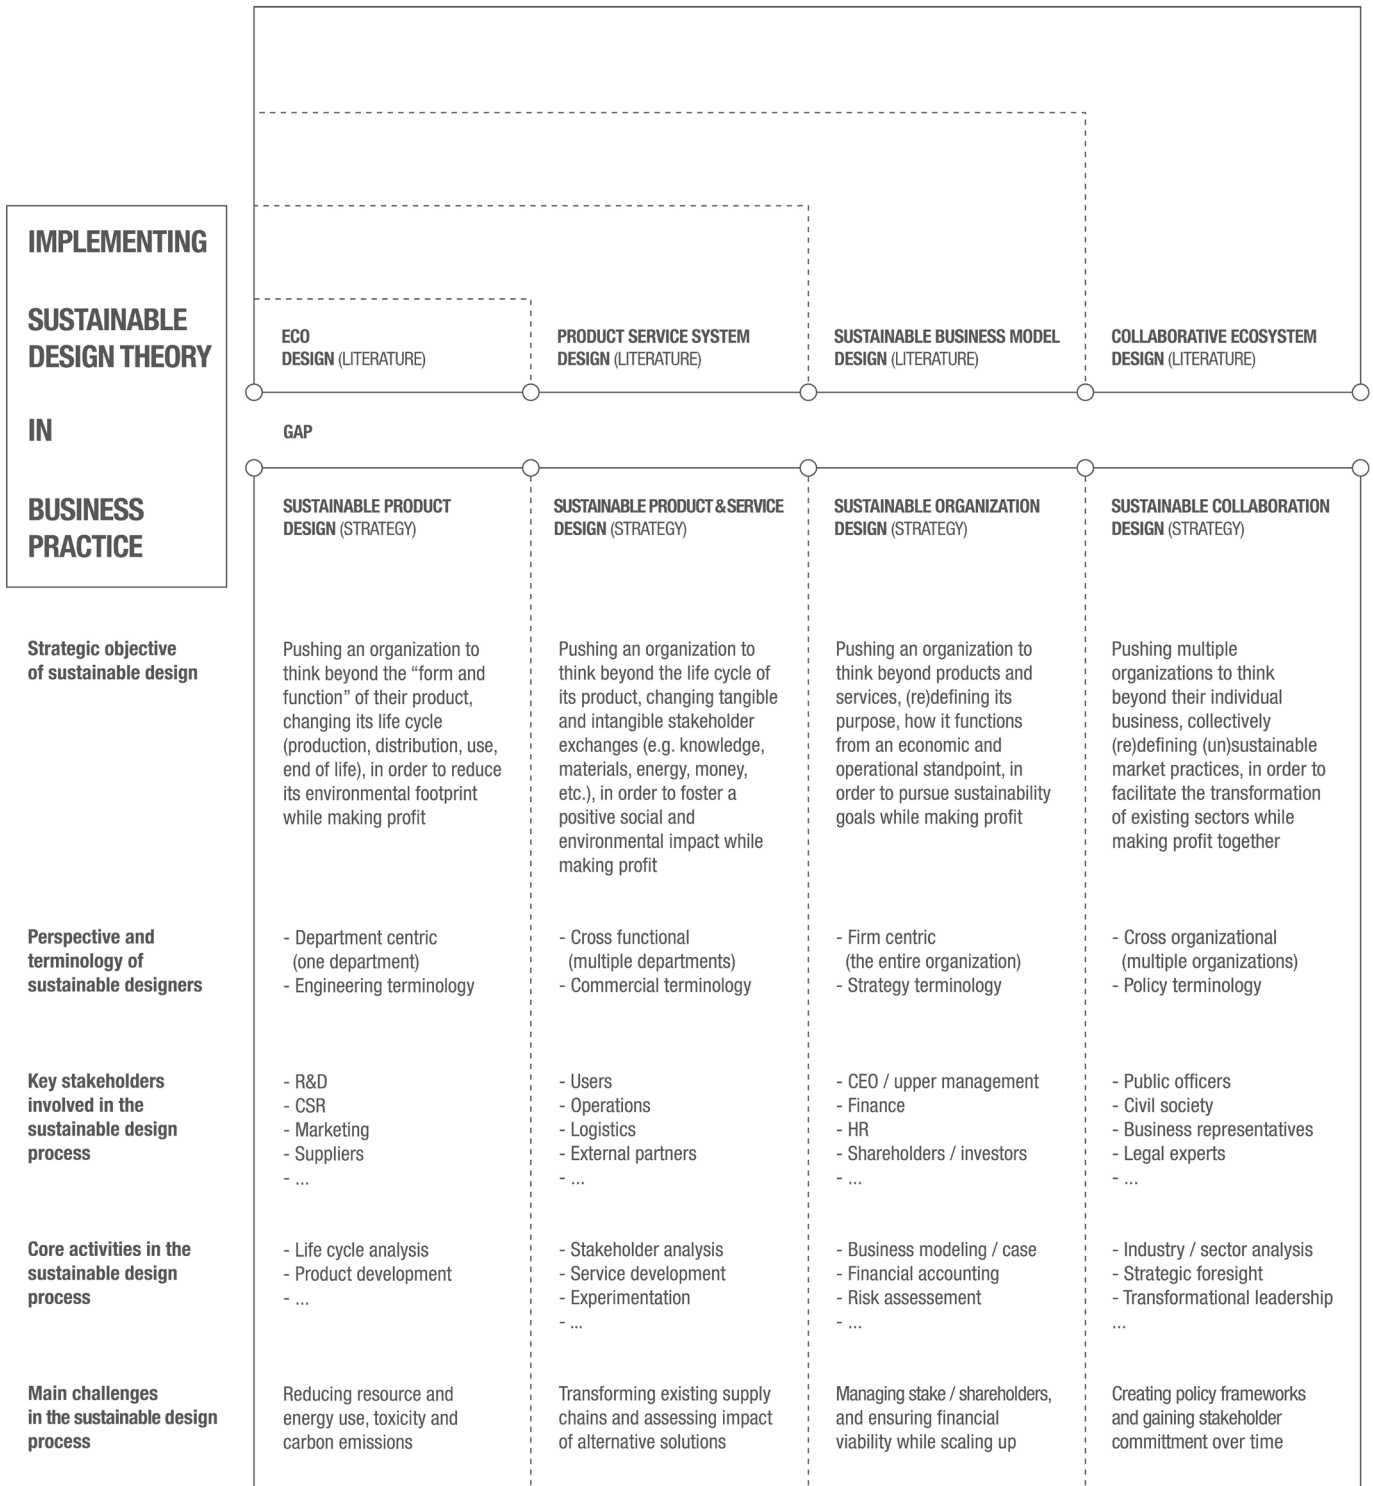 IMPLEMENTING
SUSTAINABLE
DESIGN THEORY
IN
BUSINESS
PRACTICE
ECO
DESIGN (LITERATURE)
PRODUCT SERVICE SYSTEM
DESIGN (LITERATURE)
SUSTAINABLE BUSINESS MODEL
DESIGN (LITERATURE)
COLLABORATIVE ECOSYSTEM
DESIGN (LITERATURE)
GAP
SUSTAINABLE PRODUCT
DESIGN (STRATEGY)
SUSTAINABLE PRODUCT & SERVICE
DESIGN (STRATEGY)
SUSTAINABLE ORGANIZATION
DESIGN (STRATEGY)
SUSTAINABLE COLLABORATION
DESIGN (STRATEGY)
Strategic objective
of sustainable design
Pushing an organization to
think beyond the “form and
function” of their product,
changing its life cycle
(production, distribution, use,
end of life), in order to reduce
its environmental footprint
while making profit
Pushing an organization to
think beyond the life cycle of
its product, changing tangible
and intangible stakeholder
exchanges (e.g. knowledge,
materials, energy, money,
etc.), in order to foster a
positive social and
environmental impact while
making profit
Pushing an organization to
think beyond products and
services, (re)defining its
purpose, how it functions
from an economic and
operational standpoint, in
order to pursue sustainability
goals while making profit
Pushing multiple
organizations to think
beyond their individual
business, collectively
(re)defining (un)sustainable
market practices, in order to
facilitate the transformation
of existing sectors while
making profit together
Perspective and
terminology of
sustainable designers
- Department centric
(one department)
- Engineering terminology
- Cross functional
(multiple departments)
- Commercial terminology
- Firm centric
(the entire organization)
- Strategy terminology
- Cross organizational
(multiple organizations)
- Policy terminology
Key stakeholders
involved in the
sustainable design
process
- R&D
- CSR
- Marketing
- Suppliers
- ...
- Users
- Operations
- Logistics
- External partners
- ...
- CEO / upper management
- Finance
- HR
- Shareholders / investors
- ...
- Public officers
- Civil society
- Business representatives
- Legal experts
- ...
Core activities in the
sustainable design
process
- Life cycle analysis
- Product development
- ...
- Stakeholder analysis
- Service development
- Experimentation
- ...
- Business modeling / case
- Financial accounting
- Risk assessement
- ...
- Industry / sector analysis
- Strategic foresight
- Transformational leadership
...
Main challenges
in the sustainable design
process
Reducing resource and
energy use, toxicity and
carbon emissions
Transforming existing supply
chains and assessing impact
of alternative solutions
Managing stake / shareholders,
and ensuring financial
viability while scaling up
Creating policy frameworks
and gaining stakeholder
committment over time